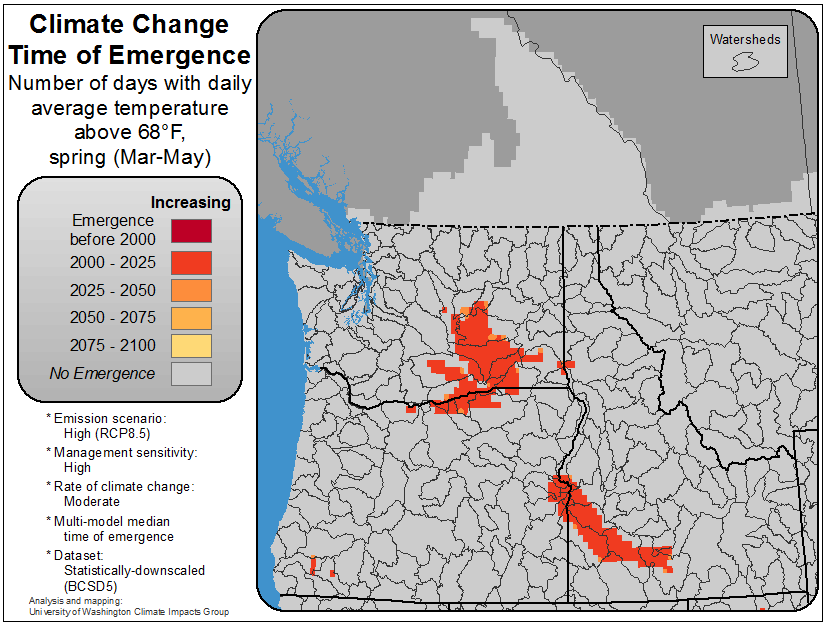 Climate Change
Time of Emergence
Number of days with daily
average temperature
above 68°F,
spring (Mar-May)
Increasing
Emergence
before 2000
2000 - 2025
2025 - 2050
2050 - 2075
2075 - 2100
No Emergence
* Emission scenario:
High (RCP8.5)
* Management sensitivity:
High
* Rate of climate change:
Moderate
* Multi-model median
time of emergence
* Dataset:
Statistically-downscaled
(BCSD5)
Analysis and mapping:
University of Washington Climate Impacts Group
Watersheds